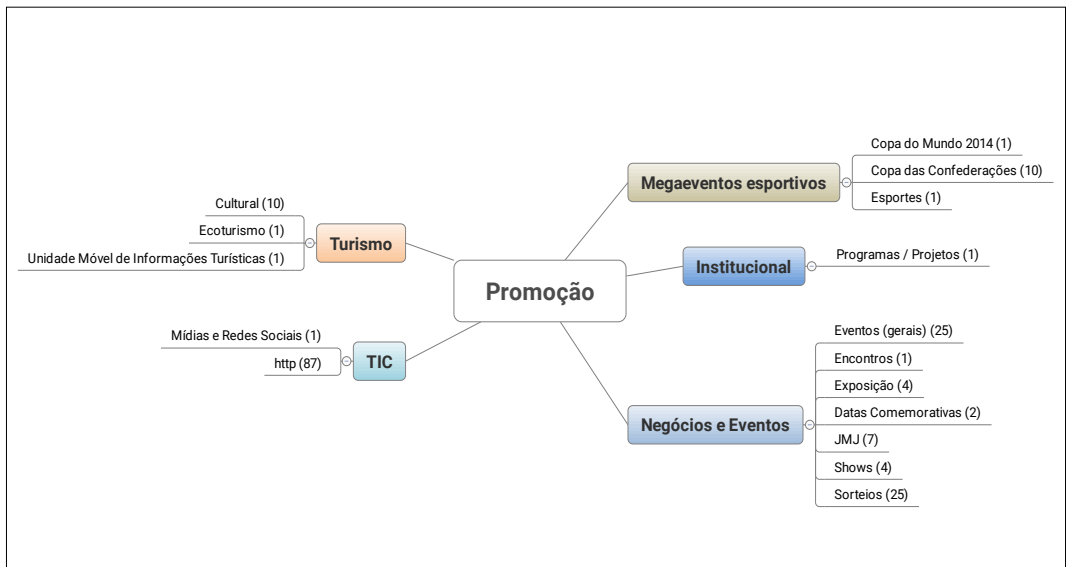 Promoção
Turismo
Cultural (10)
Ecoturismo (1)
Unidade Móvel de Informações Turísticas (1)
TIC
Mídias e Redes Sociais (1)
http (87)
Megaeventos esportivos
Copa do Mundo 2014 (1)
Copa das Confederações (10)
Esportes (1)
Institucional
Programas / Projetos (1)
Negócios e Eventos
Eventos (gerais) (25)
Encontros (1)
Exposição (4)
Datas Comemorativas (2)
JMJ (7)
Shows (4)
Sorteios (25)